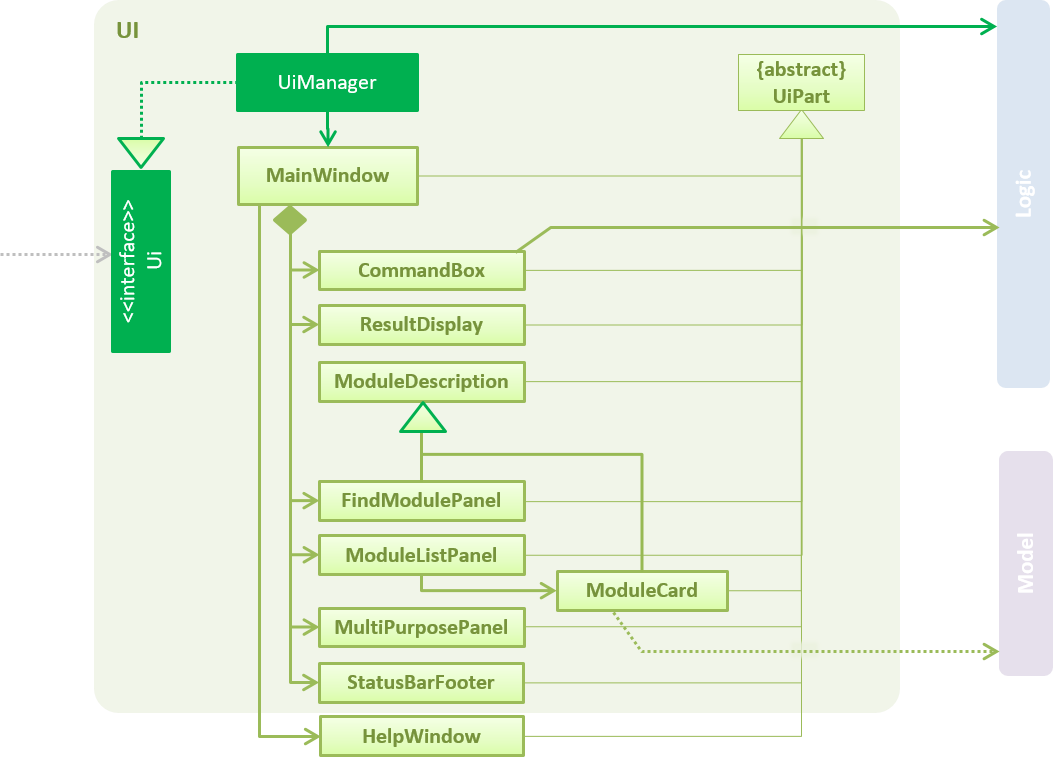 UI
UiManager
{abstract}
UiPart
MainWindow
Logic
<<interface>>
Ui
CommandBox
ResultDisplay
ModuleDescription
FindModulePanel
ModuleListPanel
Model
ModuleCard
MultiPurposePanel
StatusBarFooter
HelpWindow